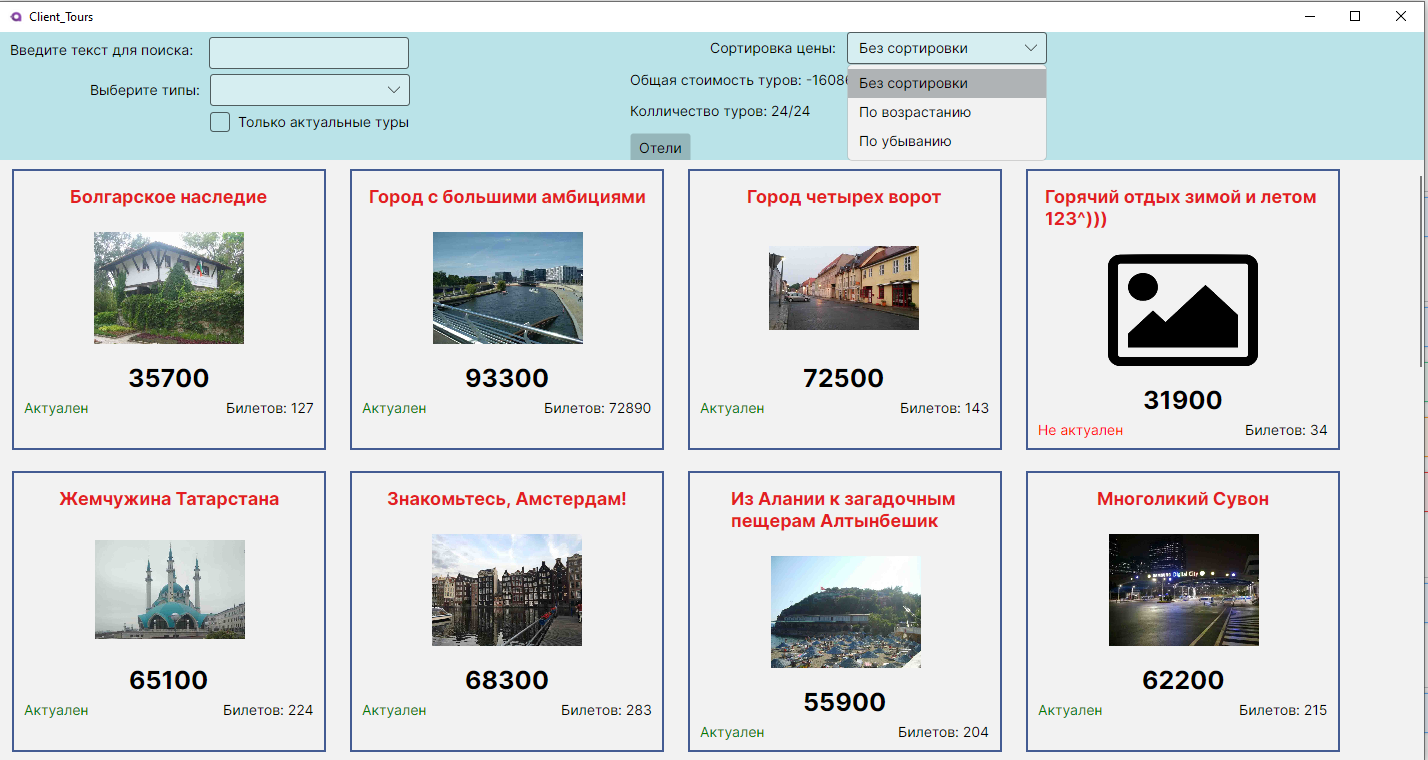 Client_Tours
Введите текст для поиска:
Сортировка цены: Без сортировки
Выберите типы:
Общая стоимость туров: -1608
Без сортировки
По возрастанию
По убыванию
Только актуальные туры
Колличество туров: 24/24
Отели
Болгарское наследие
35700
Актуален Билетов: 127
Город с большими амбициями
93300
Актуален Билетов: 72890
Город четырех ворот
72500
Актуален Билетов: 143
Горячий отдых зимой и летом
123^)))
31900
Не актуален Билетов: 34
Жемчужина Татарстана
65100
Актуален Билетов: 224
Знакомьтесь, Амстердам!
68300
Актуален Билетов: 283
Из Алании к загадочным
пещерам Алтынбешик
55900
Актуален Билетов: 204
Многоликий Сувон
Digital City
62200
Актуален Билетов: 215